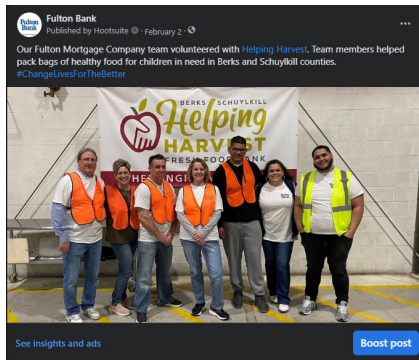 Fulton Bank
Fulton Bank
Published by Hootsuite · February 2 ·
Our Fulton Mortgage Company team volunteered with Helping Harvest. Team members helped
pack bags of healthy food for children in need in Berks and Schuylkill counties.
#ChangeLivesForTheBetter
BERKS SCHUYLKILL
Helping
HARVEST
FRESH FOOD BANK
See insights and ads
Boost post